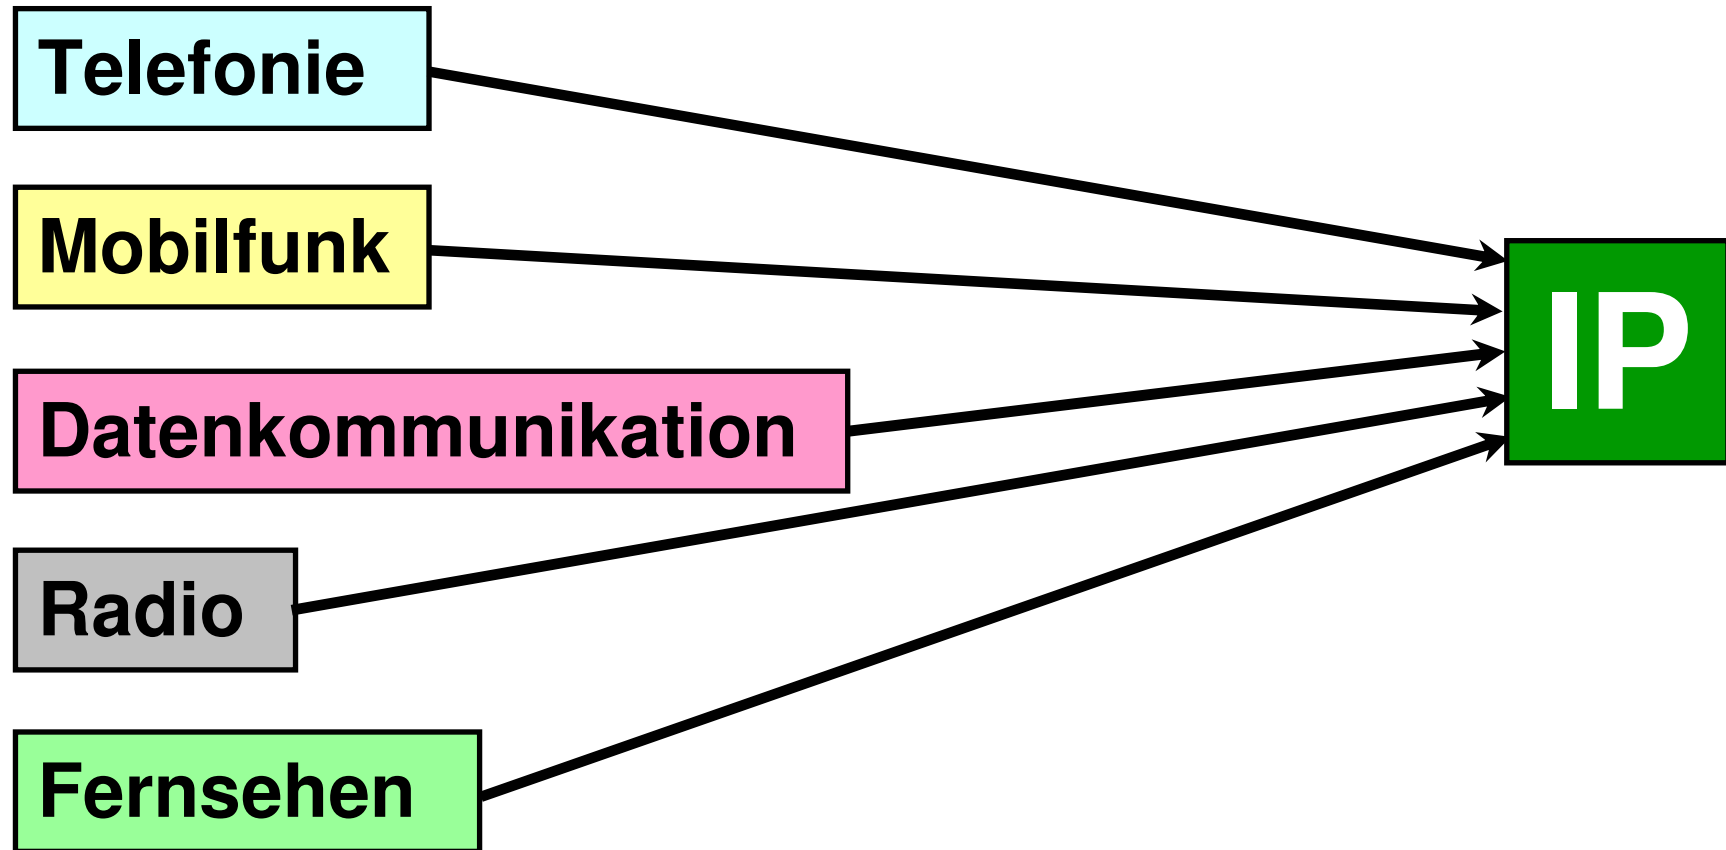 Telefonie
Mobilfunk
Datenkommunikation
Radio
Fernsehen
IP